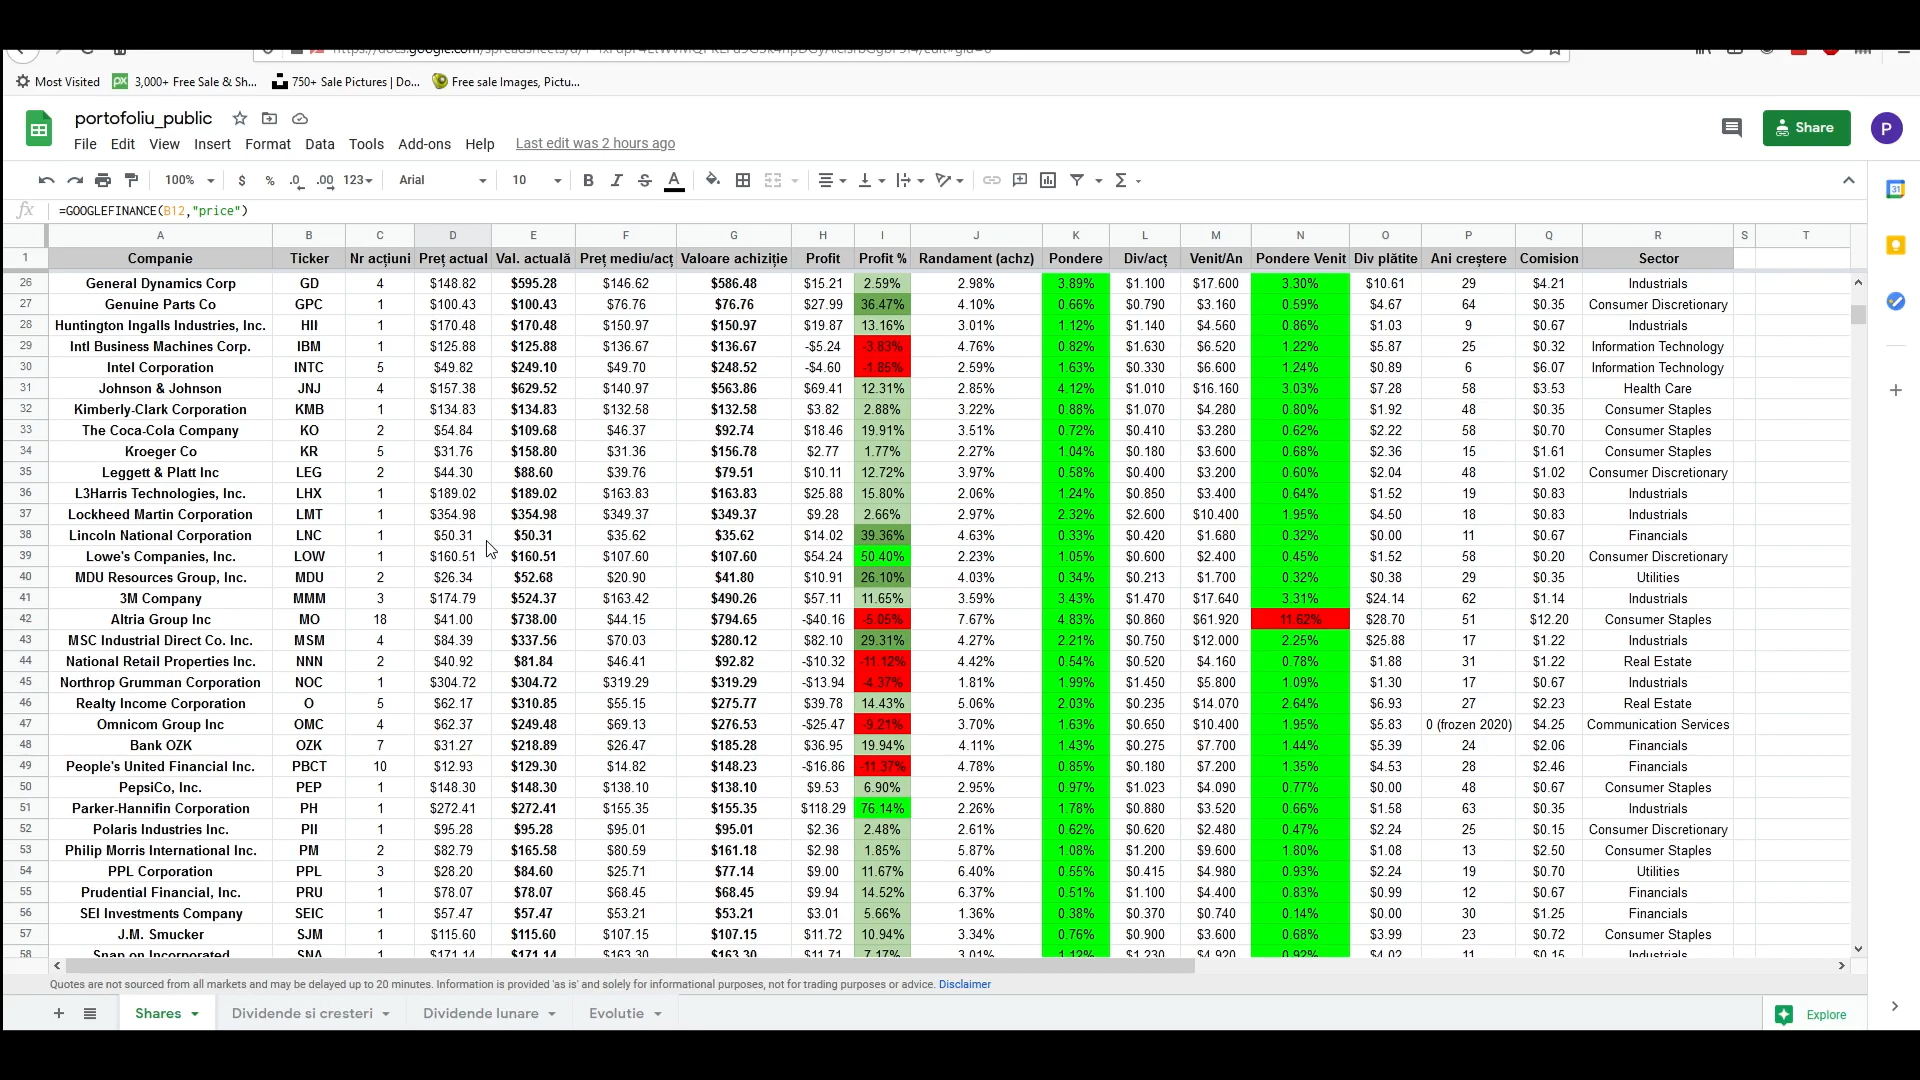 Most Visited 3,000+ Free Sale & Sh... 750+ Sale Pictures | Do... Free sale Images, Pictu...
portofoliu_public
Share
P
File Edit View Insert Format Data Tools Add-ons Help Last edit was 2 hours ago
100% $ % .0 .00 123 Arial 10 B I S A Σ
31
fx =GOOGLEFINANCE(B12,"price")
A B C D E F G H I J K L M N O P Q R S T
1 Companie Ticker Nr acțiuni Preț actual Val. actuală Preț mediu/acț Valoare achiziție Profit Profit % Randament (achz) Pondere Div/acț Venit/An Pondere Venit Div plătite Ani creștere Comision Sector
26 General Dynamics Corp GD 4 $148.82 $595.28 $146.62 $586.48 $15.21 2.59% 2.98% 3.89% $1.100 $17.600 3.30% $10.61 29 $4.21 Industrials
27 Genuine Parts Co GPC 1 $100.43 $100.43 $76.76 $76.76 $27.99 36.47% 4.10% 0.66% $0.790 $3.160 0.59% $4.67 64 $0.35 Consumer Discretionary
28 Huntington Ingalls Industries, Inc. HII 1 $170.48 $170.48 $150.97 $150.97 $19.87 13.16% 3.01% 1.12% $1.140 $4.560 0.86% $1.03 9 $0.67 Industrials
29 Intl Business Machines Corp. IBM 1 $125.88 $125.88 $136.67 $136.67 -$5.24 -3.83% 4.76% 0.82% $1.630 $6.520 1.22% $5.87 25 $0.32 Information Technology
30 Intel Corporation INTC 5 $49.82 $249.10 $49.70 $248.52 -$4.60 -1.85% 2.59% 1.63% $0.330 $6.600 1.24% $0.89 6 $6.07 Information Technology
31 Johnson & Johnson JNJ 4 $157.38 $629.52 $140.97 $563.86 $69.41 12.31% 2.85% 4.12% $1.010 $16.160 3.03% $7.28 58 $3.53 Health Care
32 Kimberly-Clark Corporation KMB 1 $134.83 $134.83 $132.58 $132.58 $3.82 2.88% 3.22% 0.88% $1.070 $4.280 0.80% $1.92 48 $0.35 Consumer Staples
33 The Coca-Cola Company KO 2 $54.84 $109.68 $46.37 $92.74 $18.46 19.91% 3.51% 0.72% $0.410 $3.280 0.62% $2.22 58 $0.70 Consumer Staples
34 Kroeger Co KR 5 $31.76 $158.80 $31.36 $156.78 $2.77 1.77% 2.27% 1.04% $0.180 $3.600 0.68% $2.36 15 $1.61 Consumer Staples
35 Leggett & Platt Inc LEG 2 $44.30 $88.60 $39.76 $79.51 $10.11 12.72% 3.97% 0.58% $0.400 $3.200 0.60% $2.04 48 $1.02 Consumer Discretionary
36 L3Harris Technologies, Inc. LHX 1 $189.02 $189.02 $163.83 $163.83 $25.88 15.80% 2.06% 1.24% $0.850 $3.400 0.64% $1.52 19 $0.83 Industrials
37 Lockheed Martin Corporation LMT 1 $354.98 $354.98 $349.37 $349.37 $9.28 2.66% 2.97% 2.32% $2.600 $10.400 1.95% $4.50 18 $0.83 Industrials
38 Lincoln National Corporation LNC 1 $50.31 $50.31 $35.62 $35.62 $14.02 39.36% 4.63% 0.33% $0.420 $1.680 0.32% $0.00 11 $0.67 Financials
39 Lowe's Companies, Inc. LOW 1 $160.51 $160.51 $107.60 $107.60 $54.24 50.40% 2.23% 1.05% $0.600 $2.400 0.45% $1.52 58 $0.20 Consumer Discretionary
40 MDU Resources Group, Inc. MDU 2 $26.34 $52.68 $20.90 $41.80 $10.91 26.10% 4.03% 0.34% $0.213 $1.700 0.32% $0.38 29 $0.35 Utilities
41 3M Company MMM 3 $174.79 $524.37 $163.42 $490.26 $57.11 11.65% 3.59% 3.43% $1.470 $17.640 3.31% $24.14 62 $1.14 Industrials
42 Altria Group Inc MO 18 $41.00 $738.00 $44.15 $794.65 -$40.16 -5.05% 7.67% 4.83% $0.860 $61.920 11.62% $28.70 51 $12.20 Consumer Staples
43 MSC Industrial Direct Co. Inc. MSM 4 $84.39 $337.56 $70.03 $280.12 $82.10 29.31% 4.27% 2.21% $0.750 $12.000 2.25% $25.88 17 $1.22 Industrials
44 National Retail Properties Inc. NNN 2 $40.92 $81.84 $46.41 $92.82 -$10.32 -11.12% 4.42% 0.54% $0.520 $4.160 0.78% $1.88 31 $1.22 Real Estate
45 Northrop Grumman Corporation NOC 1 $304.72 $304.72 $319.29 $319.29 -$13.94 -4.37% 1.81% 1.99% $1.450 $5.800 1.09% $1.30 17 $0.67 Industrials
46 Realty Income Corporation O 5 $62.17 $310.85 $55.15 $275.77 $39.78 14.43% 5.06% 2.03% $0.235 $14.070 2.64% $6.93 27 $2.23 Real Estate
47 Omnicom Group Inc OMC 4 $62.37 $249.48 $69.13 $276.53 -$25.47 -9.21% 3.70% 1.63% $0.650 $10.400 1.95% $5.83 0 (frozen 2020) $4.25 Communication Services
48 Bank OZK OZK 7 $31.27 $218.89 $26.47 $185.28 $36.95 19.94% 4.11% 1.43% $0.275 $7.700 1.44% $5.39 24 $2.06 Financials
49 People's United Financial Inc. PBCT 10 $12.93 $129.30 $14.82 $148.23 -$16.86 -11.37% 4.78% 0.85% $0.180 $7.200 1.35% $4.53 28 $2.46 Financials
50 PepsiCo, Inc. PEP 1 $148.30 $148.30 $138.10 $138.10 $9.53 6.90% 2.95% 0.97% $1.023 $4.090 0.77% $0.00 48 $0.67 Consumer Staples
51 Parker-Hannifin Corporation PH 1 $272.41 $272.41 $155.35 $155.35 $118.29 76.14% 2.26% 1.78% $0.880 $3.520 0.66% $1.58 63 $0.35 Industrials
52 Polaris Industries Inc. PII 1 $95.28 $95.28 $95.01 $95.01 $2.36 2.48% 2.61% 0.62% $0.620 $2.480 0.47% $2.24 25 $0.15 Consumer Discretionary
53 Philip Morris International Inc. PM 2 $82.79 $165.58 $80.59 $161.18 $2.98 1.85% 5.87% 1.08% $1.200 $9.600 1.80% $1.08 13 $2.50 Consumer Staples
54 PPL Corporation PPL 3 $28.20 $84.60 $25.71 $77.14 $9.00 11.67% 6.40% 0.55% $0.415 $4.980 0.93% $2.24 19 $0.70 Utilities
55 Prudential Financial, Inc. PRU 1 $78.07 $78.07 $68.45 $68.45 $9.94 14.52% 6.37% 0.51% $1.100 $4.400 0.83% $0.99 12 $0.67 Financials
56 SEI Investments Company SEIC 1 $57.47 $57.47 $53.21 $53.21 $3.01 5.66% 1.36% 0.38% $0.370 $0.740 0.14% $0.00 30 $1.25 Financials
57 J.M. Smucker SJM 1 $115.60 $115.60 $107.15 $107.15 $11.72 10.94% 3.34% 0.76% $0.900 $3.600 0.68% $3.99 23 $0.72 Consumer Staples
58 Snap on Incorporated SNA 1 $171.14 $171.14 $163.30 $163.30 $11.71 7.17% 3.01% 1.12% $1.230 $4.920 0.92% $4.02 11 $0.15 Industrials
Quotes are not sourced from all markets and may be delayed up to 20 minutes. Information is provided 'as is' and solely for informational purposes, not for trading purposes or advice. Disclaimer
Shares Dividende si cresteri Dividende lunare Evolutie Explore